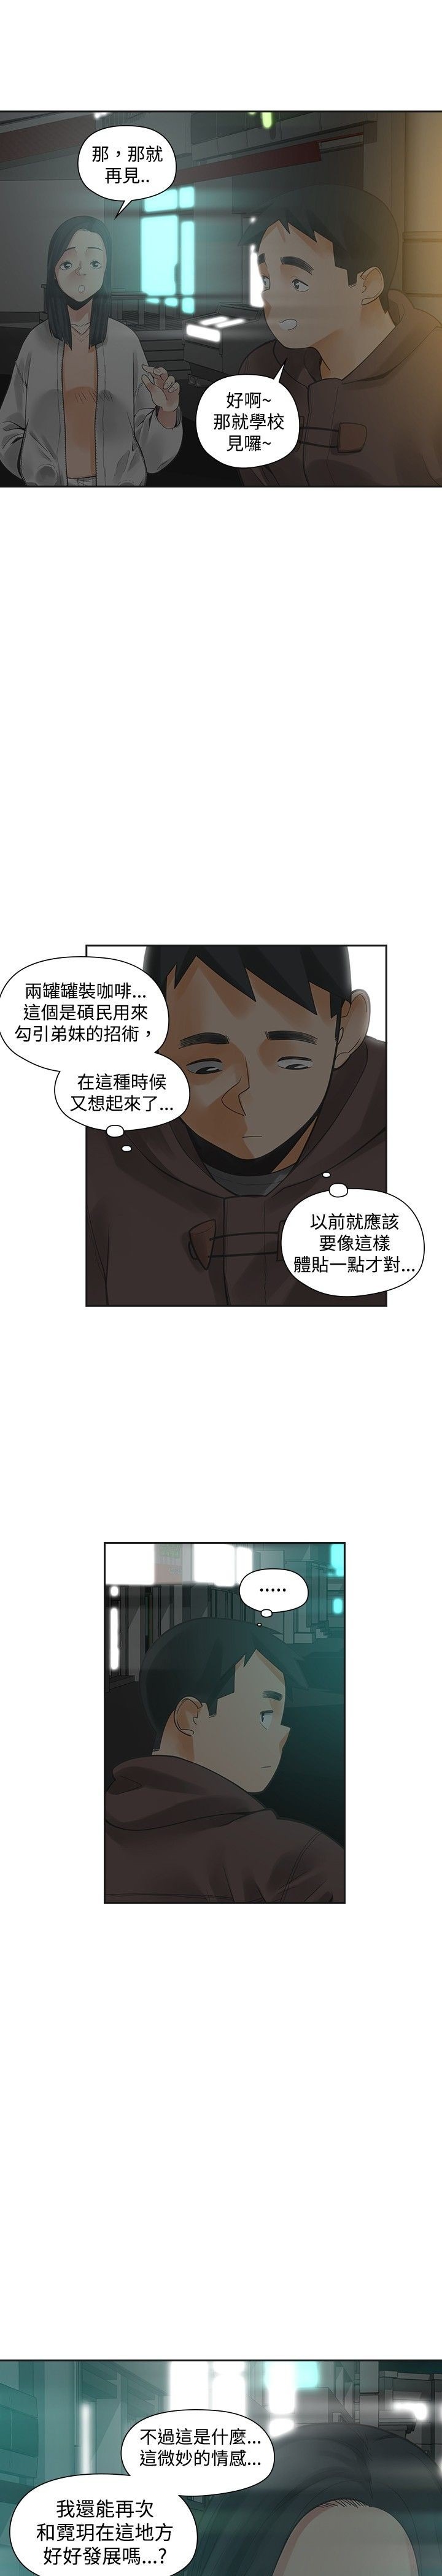 那，那就
再見..
好啊~
那就學校
見囉~
兩罐罐裝咖啡...
這個是碩民用來
勾引弟妹的招術，
在這種時候
又想起來了...
以前就應該
要像這樣
體貼一點才對...
.....
不過這是什麼...
這微妙的情感...
我還能再次
和霓玥在這地方
好好發展嗎...?